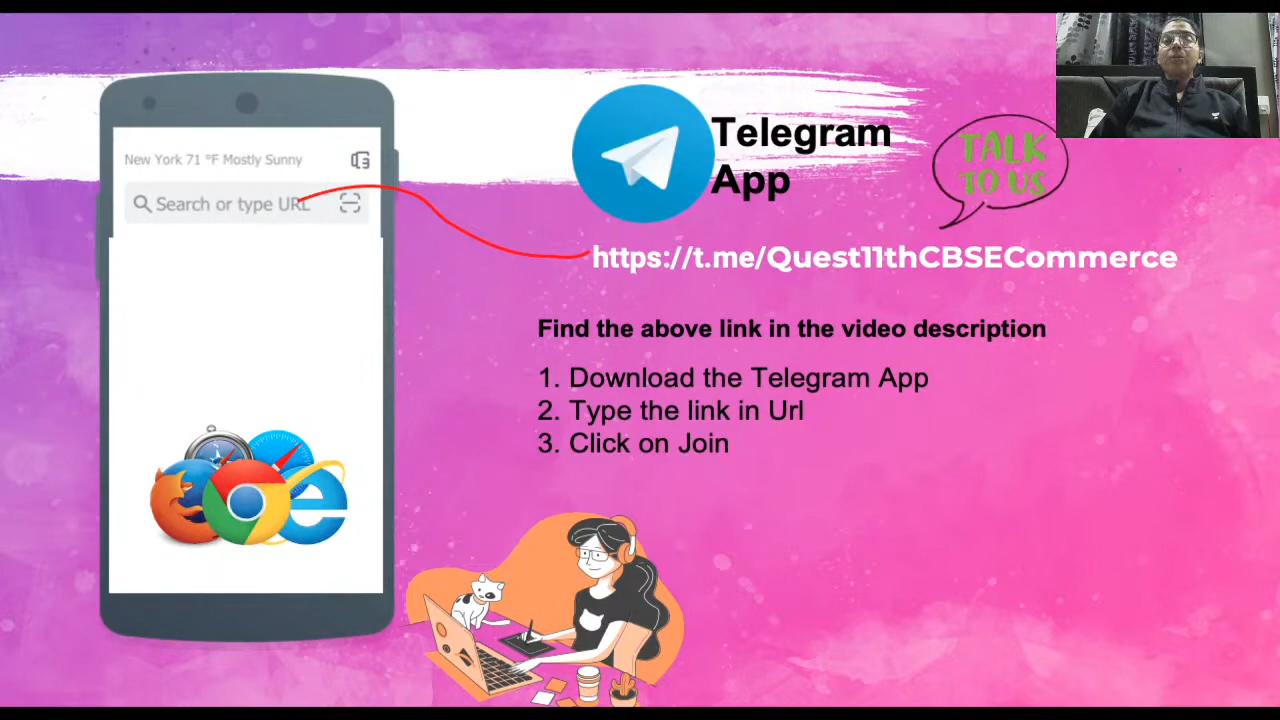 New York 71 °F Mostly Sunny
Search or type URL
Telegram
App
TALK
TO US
https://t.me/Quest11thCBSECommerce
Find the above link in the video description
1. Download the Telegram App
2. Type the link in Url
3. Click on Join